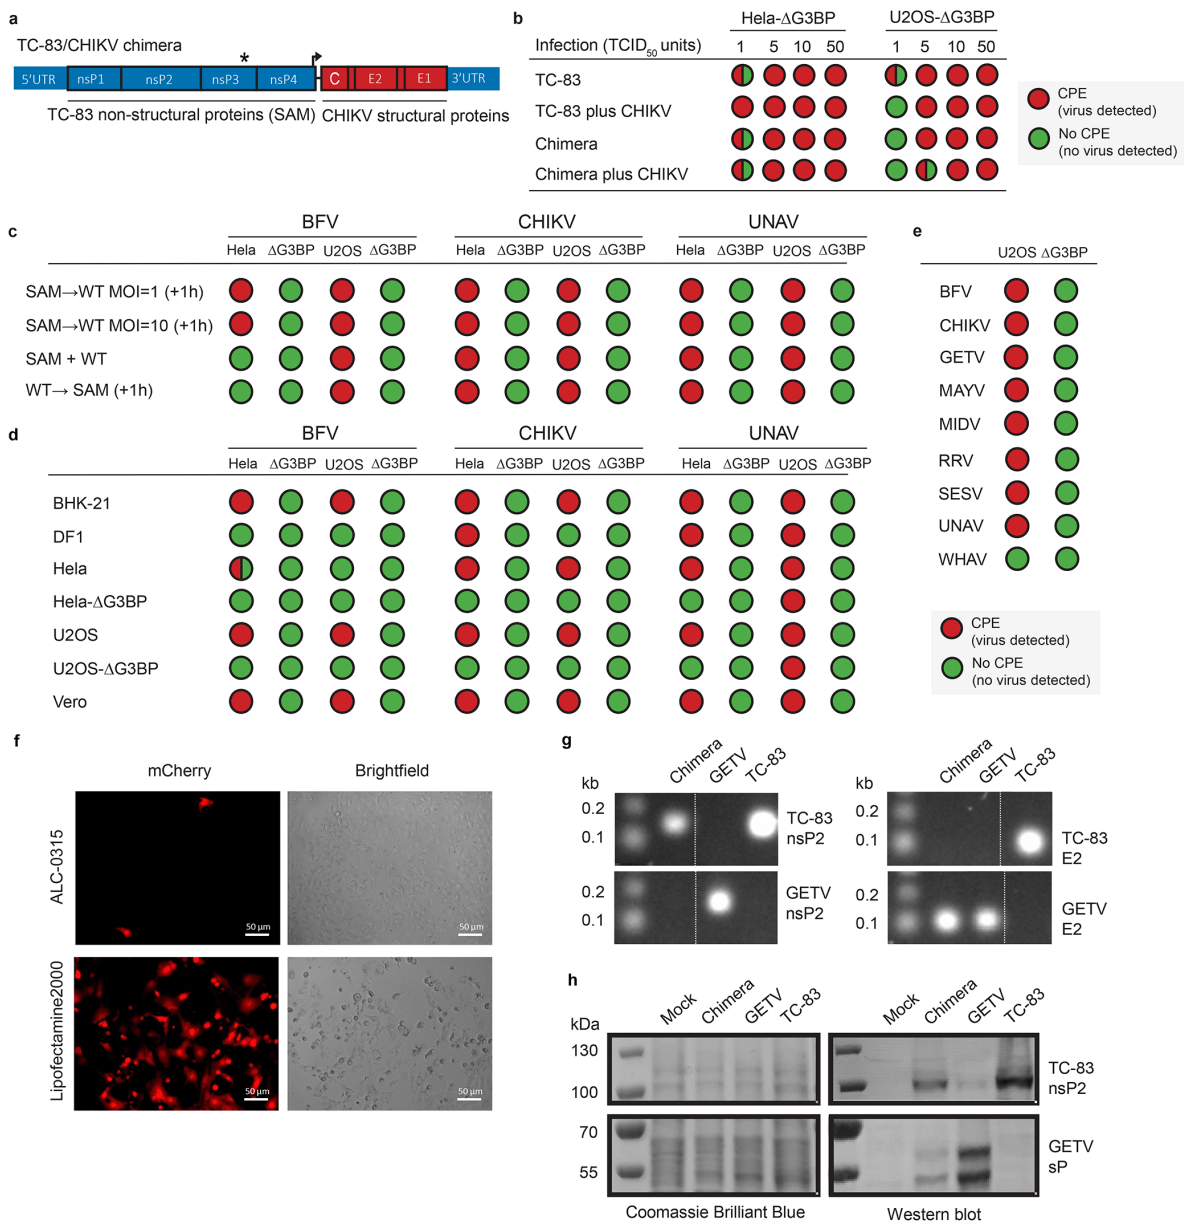 a
TC-83/CHIKV chimera
*
5'UTR nsP1 nsP2 nsP3 nsP4 C E2 E1 3'UTR
TC-83 non-structural proteins (SAM) CHIKV structural proteins
b
Hela-ΔG3BP U2OS-ΔG3BP
Infection (TCID50 units) 1 5 10 50 1 5 10 50
TC-83
TC-83 plus CHIKV
Chimera
Chimera plus CHIKV
CPE
(virus detected)
No CPE
(no virus detected)
c
BFV CHIKV UNAV
Hela ΔG3BP U2OS ΔG3BP Hela ΔG3BP U2OS ΔG3BP Hela ΔG3BP U2OS ΔG3BP
SAM→WT MOI=1 (+1h)
SAM→WT MOI=10 (+1h)
SAM + WT
WT→ SAM (+1h)
d
BFV CHIKV UNAV
Hela ΔG3BP U2OS ΔG3BP Hela ΔG3BP U2OS ΔG3BP Hela ΔG3BP U2OS ΔG3BP
BHK-21
DF1
Hela
Hela-ΔG3BP
U2OS
U2OS-ΔG3BP
Vero
e
U2OS ΔG3BP
BFV
CHIKV
GETV
MAYV
MIDV
RRV
SESV
UNAV
WHAV
CPE
(virus detected)
No CPE
(no virus detected)
f
mCherry Brightfield
ALC-0315
50 µm 50 µm
Lipofectamine2000
50 µm 50 µm
g
kb Chimera GETV TC-83
0.2
0.1
TC-83
nsP2
0.2
0.1
GETV
nsP2
kb Chimera GETV TC-83
0.2
0.1
TC-83
E2
0.2
0.1
GETV
E2
h
kDa Mock Chimera GETV TC-83 Mock Chimera GETV TC-83
130
100
TC-83
nsP2
70
55
GETV
sP
Coomassie Brilliant Blue Western blot